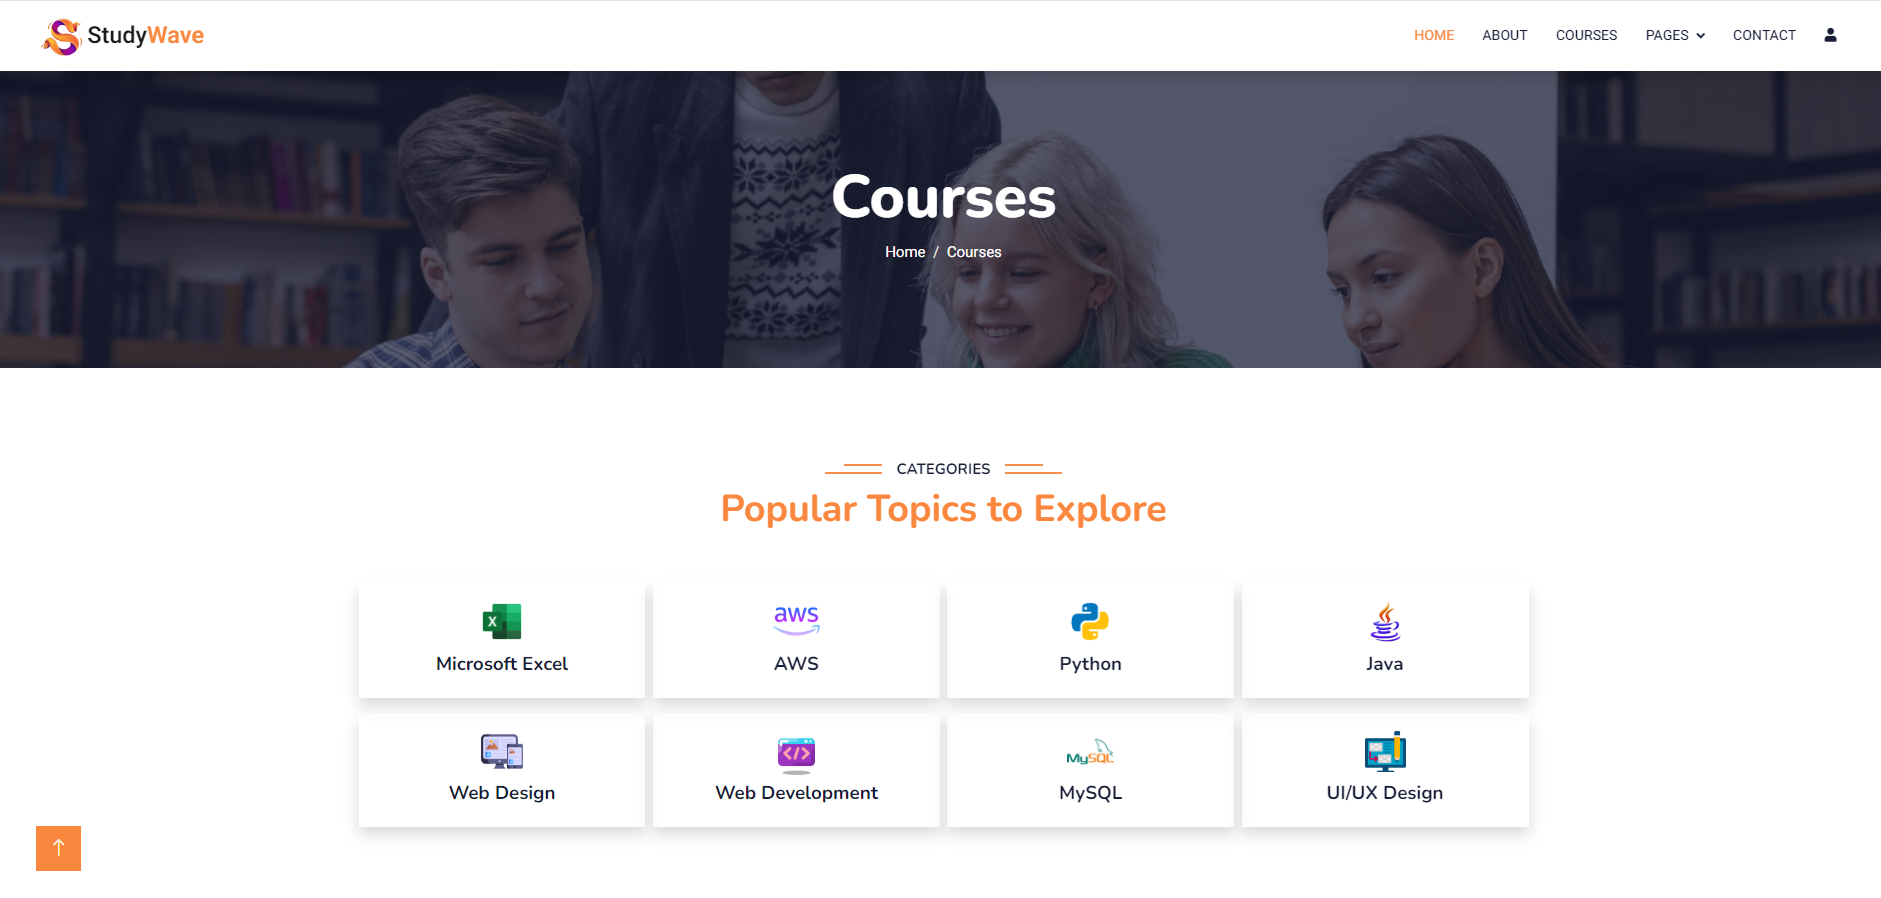 StudyWave
HOME ABOUT COURSES PAGES CONTACT
Courses
Home / Courses
CATEGORIES
Popular Topics to Explore
X
Microsoft Excel
aws
AWS
Python
Java
Web Design
Web Development
MySQL
MySQL
UI/UX Design